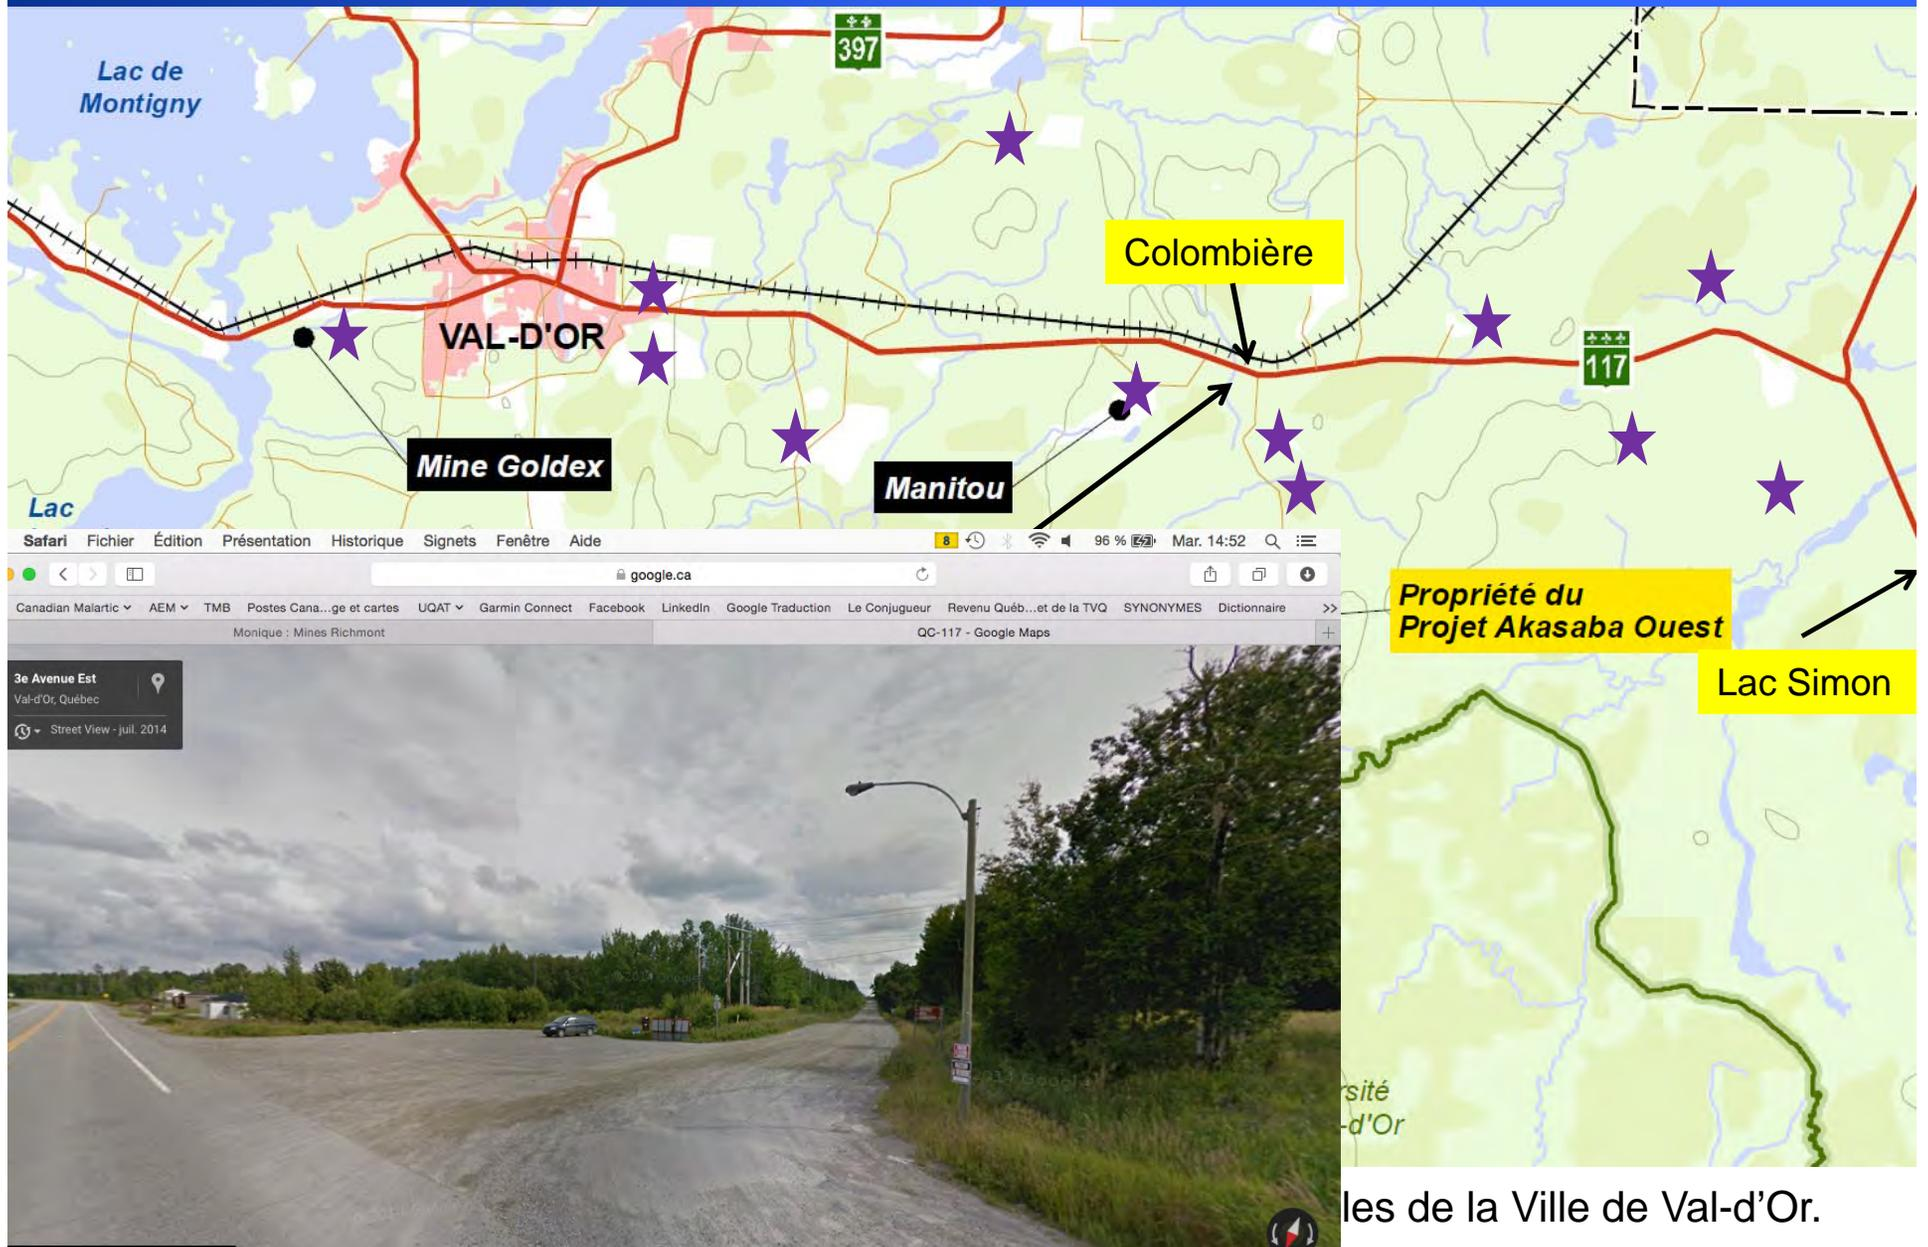 397
Lac de
Montigny
Colombière
VAL-D'OR
117
Mine Goldex
Manitou
Lac
Safari Fichier Édition Présentation Historique Signets Fenêtre Aide 8 96 % Mar. 14:52
google.ca
Canadian Malartic AEM TMB Postes Cana...ge et cartes UQAT Garmin Connect Facebook LinkedIn Google Traduction Le Conjugueur Revenu Québ...et de la TVQ SYNONYMES Dictionnaire >>
Monique : Mines Richmont QC-117 - Google Maps +
Propriété du
Projet Akasaba Ouest
Lac Simon
3e Avenue Est
Val-d'Or, Québec
Street View - juil. 2014
rsité
-d'Or
les de la Ville de Val-d'Or.